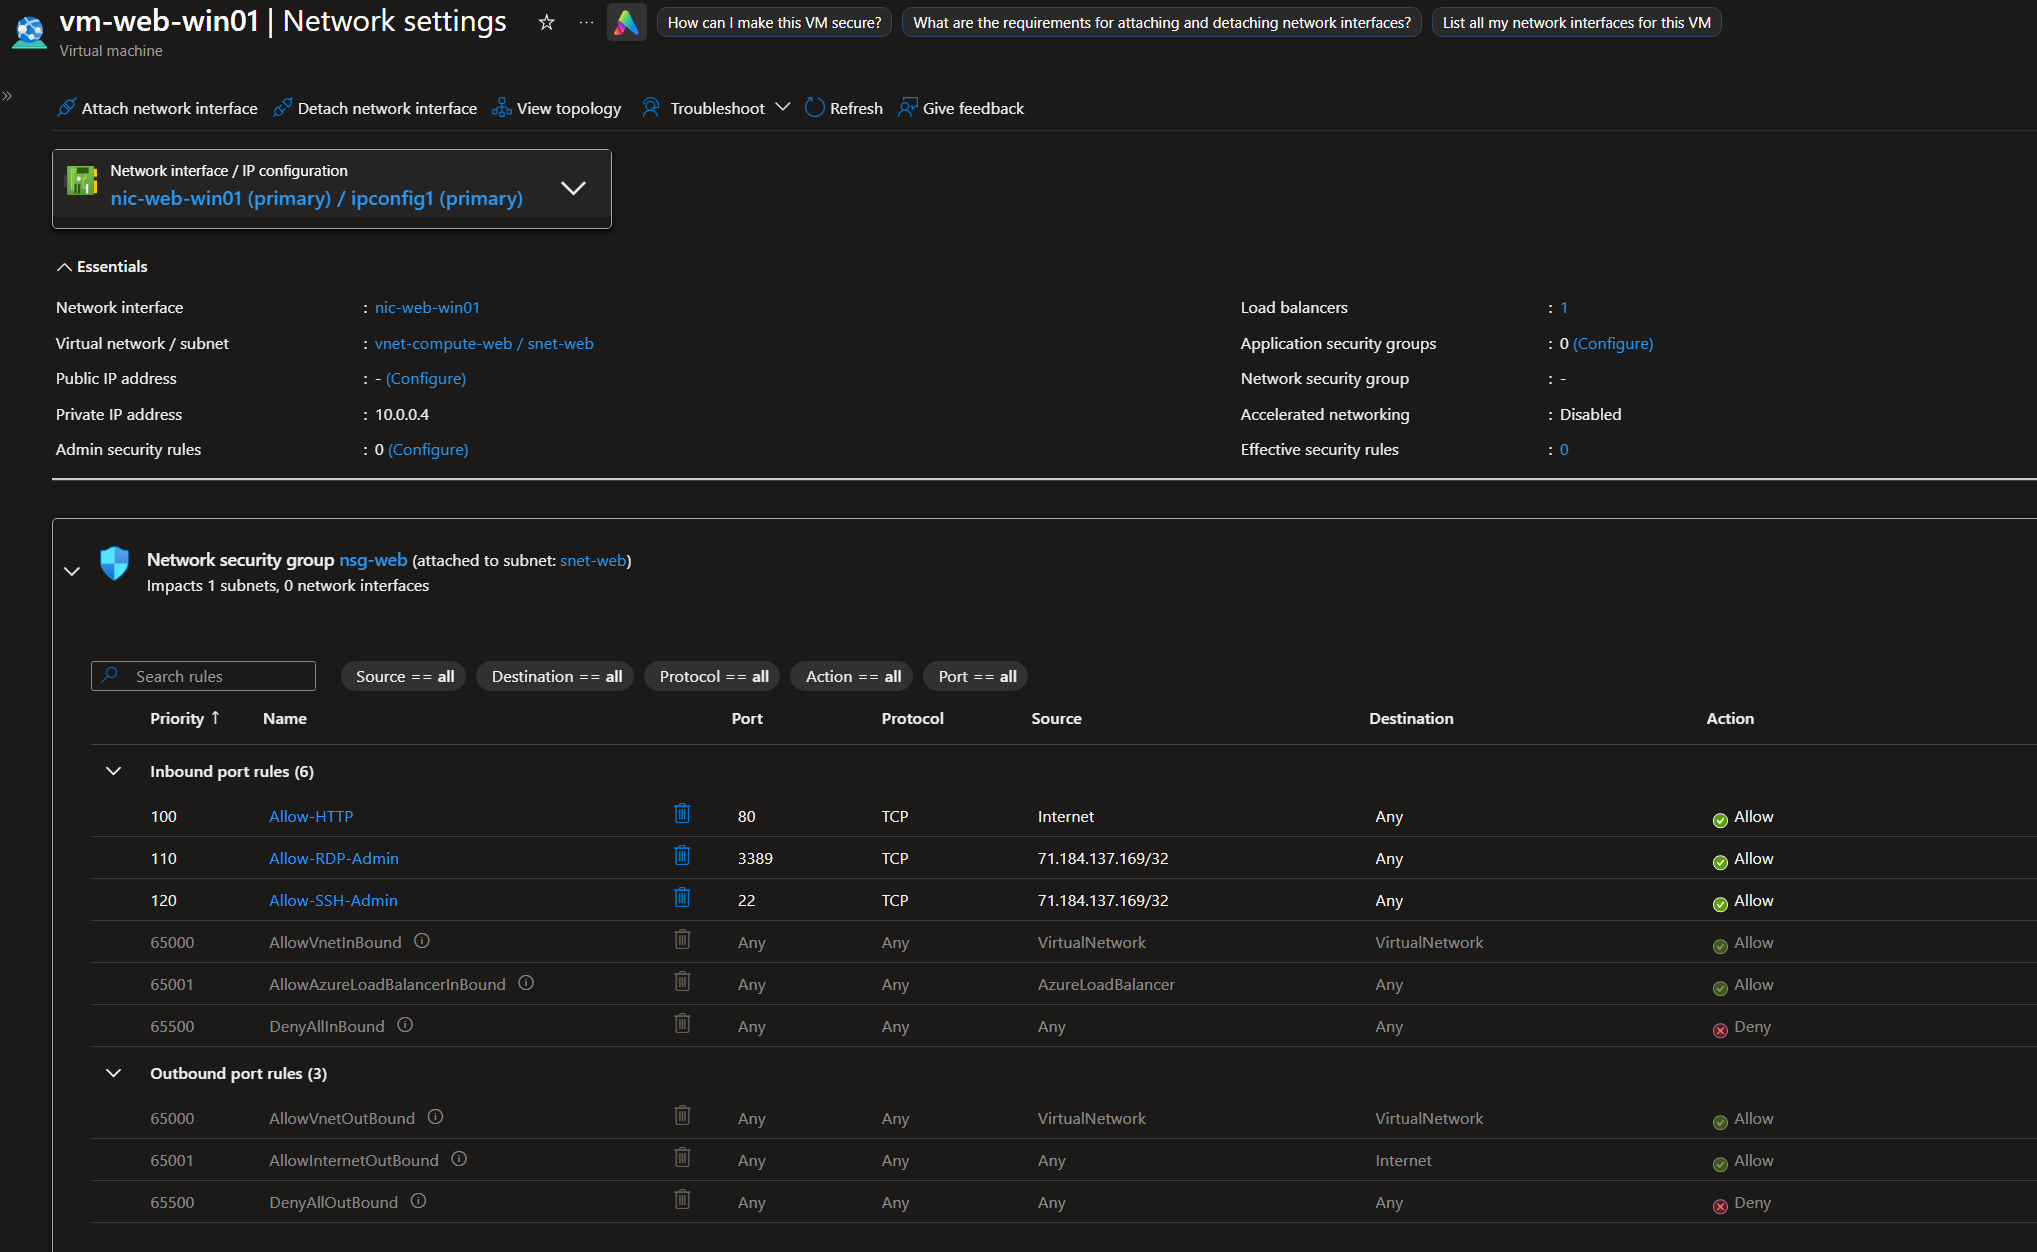 vm-web-win01 | Network settings
How can I make this VM secure?
What are the requirements for attaching and detaching network interfaces?
List all my network interfaces for this VM
Virtual machine
Attach network interface
Detach network interface
View topology
Troubleshoot
Refresh
Give feedback
Network interface / IP configuration
nic-web-win01 (primary) / ipconfig1 (primary)
Essentials
Network interface : nic-web-win01
Virtual network / subnet : vnet-compute-web / snet-web
Public IP address : - (Configure)
Private IP address : 10.0.0.4
Admin security rules : 0 (Configure)
Load balancers : 1
Application security groups : 0 (Configure)
Network security group : -
Accelerated networking : Disabled
Effective security rules : 0
Network security group nsg-web (attached to subnet: snet-web)
Impacts 1 subnets, 0 network interfaces
Search rules
Source == all
Destination == all
Protocol == all
Action == all
Port == all
Priority ↑ Name Port Protocol Source Destination Action
Inbound port rules (6)
100 Allow-HTTP 80 TCP Internet Any Allow
110 Allow-RDP-Admin 3389 TCP 71.184.137.169/32 Any Allow
120 Allow-SSH-Admin 22 TCP 71.184.137.169/32 Any Allow
65000 AllowVnetInBound Any Any VirtualNetwork VirtualNetwork Allow
65001 AllowAzureLoadBalancerInBound Any Any AzureLoadBalancer Any Allow
65500 DenyAllInBound Any Any Any Any Deny
Outbound port rules (3)
65000 AllowVnetOutBound Any Any VirtualNetwork VirtualNetwork Allow
65001 AllowInternetOutBound Any Any Any Internet Allow
65500 DenyAllOutBound Any Any Any Any Deny